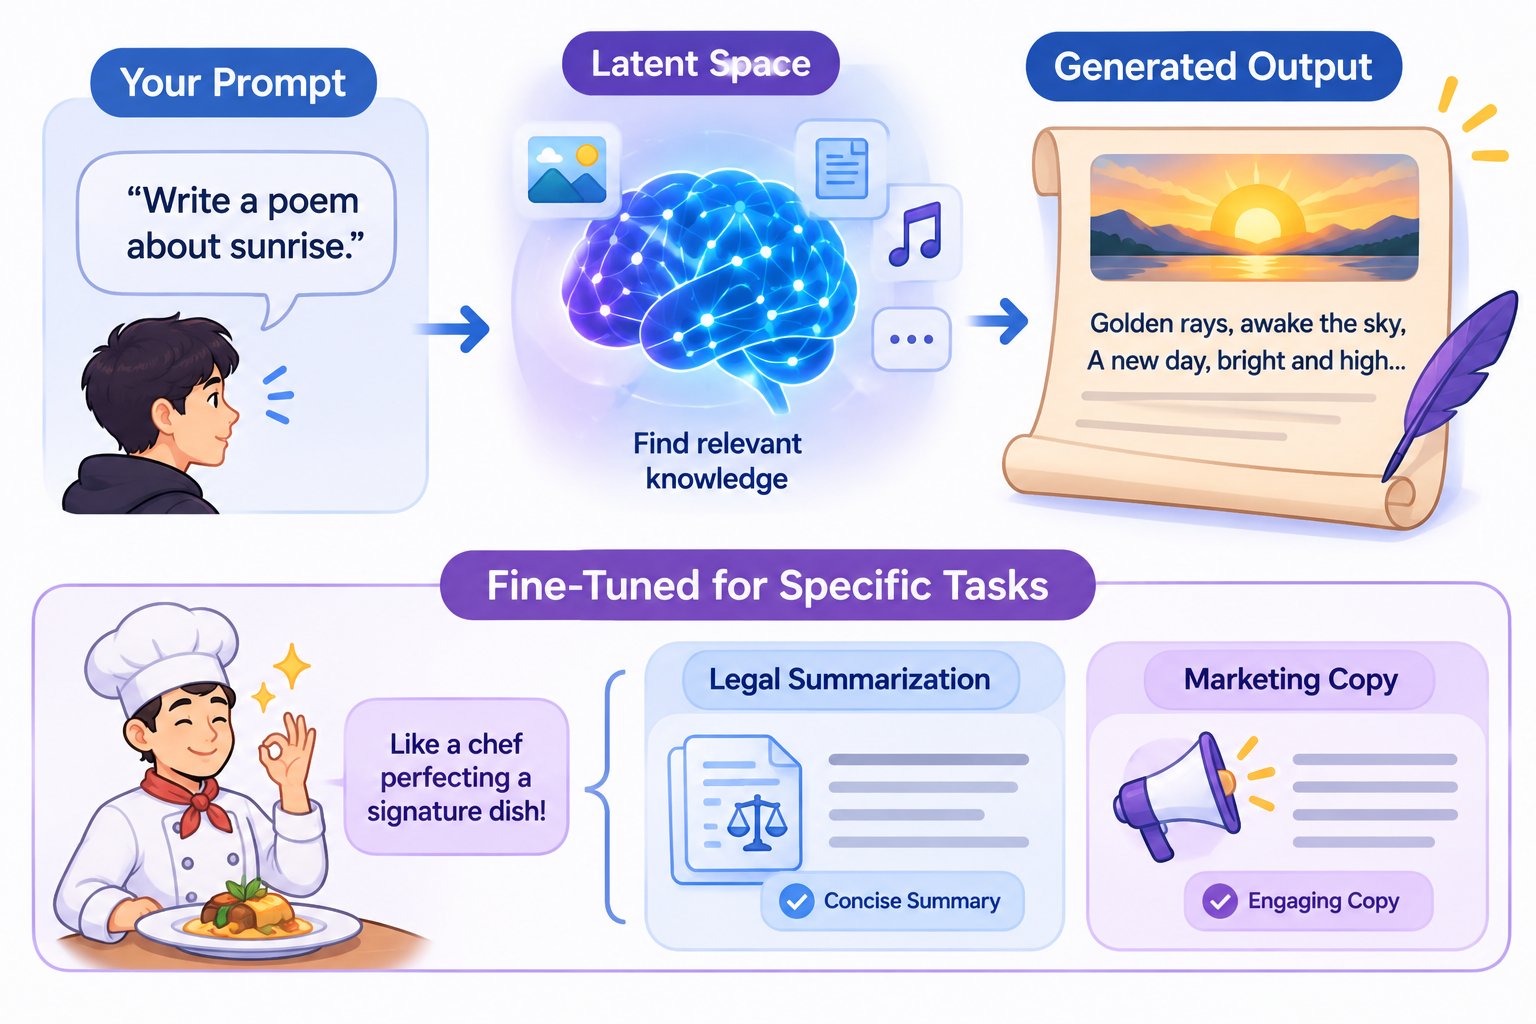 Your Prompt
“Write a poem
about sunrise.”
Latent Space
Find relevant
knowledge
Generated Output
Golden rays, awake the sky,
A new day, bright and high...
Fine-Tuned for Specific Tasks
Like a chef
perfecting a
signature dish!
Legal Summarization
Concise Summary
Marketing Copy
Engaging Copy